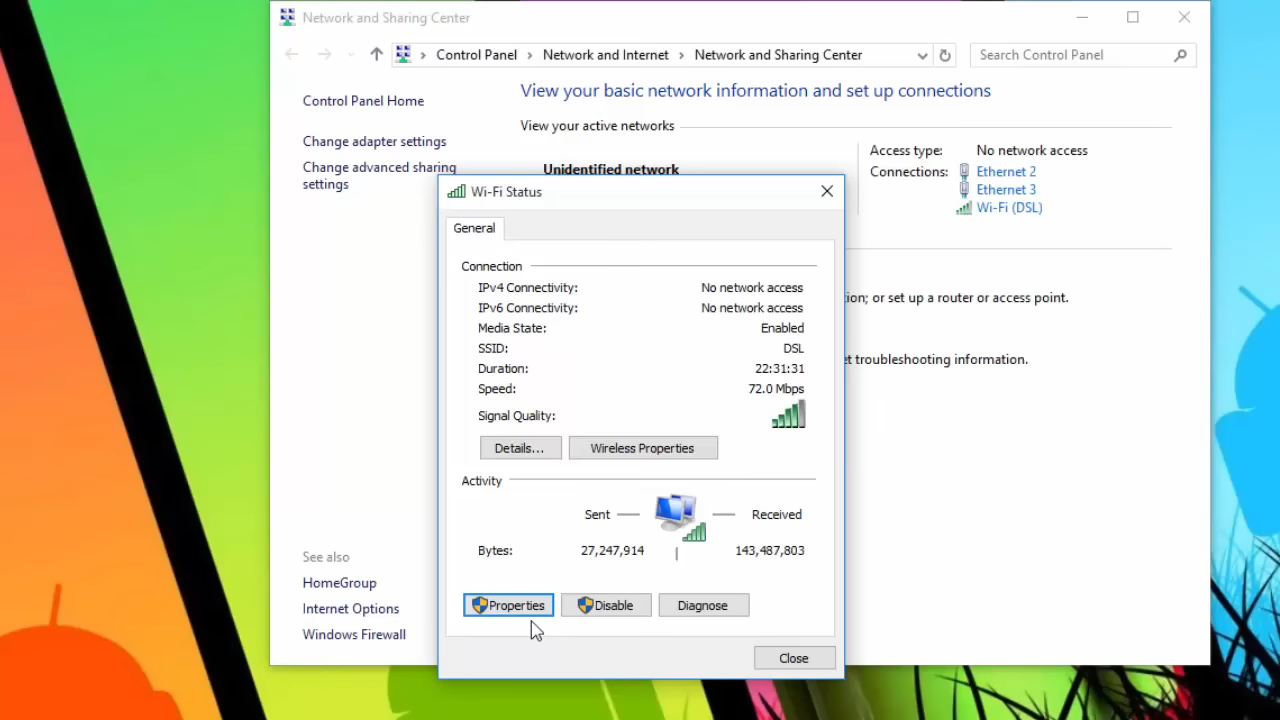 Network and Sharing Center
Control Panel > Network and Internet > Network and Sharing Center
Search Control Panel
Control Panel Home
Change adapter settings
Change advanced sharing
settings
See also
HomeGroup
Internet Options
Windows Firewall
View your basic network information and set up connections
View your active networks
Unidentified network
Access type: No network access
Connections: Ethernet 2
Ethernet 3
Wi-Fi (DSL)
ion; or set up a router or access point.
et troubleshooting information.
Wi-Fi Status
General
Connection
IPv4 Connectivity: No network access
IPv6 Connectivity: No network access
Media State: Enabled
SSID: DSL
Duration: 22:31:31
Speed: 72.0 Mbps
Signal Quality:
Details...
Wireless Properties
Activity
Sent — — Received
Bytes: 27,247,914 | 143,487,803
Properties
Disable
Diagnose
Close